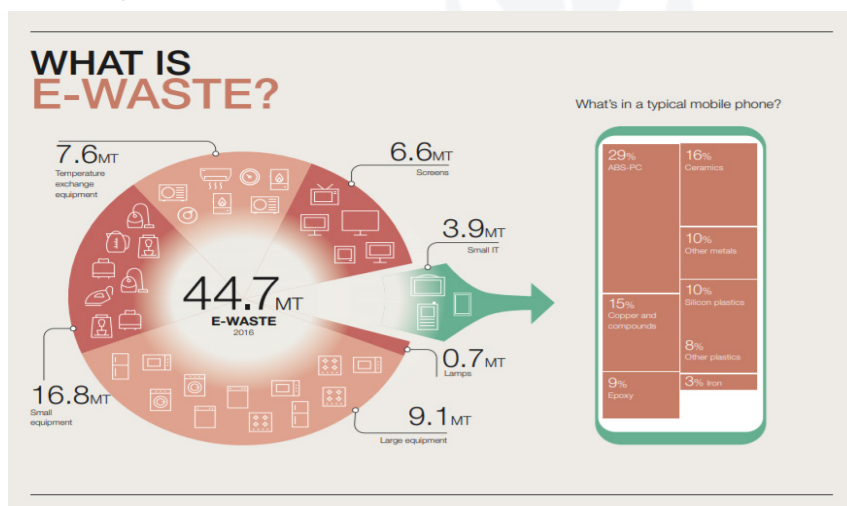 WHAT IS
E-WASTE?
7.6MT
Temperature
exchange
equipment
6.6MT
Screens
3.9MT
Small IT
44.7MT
E-WASTE
2016
0.7MT
Lamps
16.8MT
Small
equipment
9.1MT
Large equipment
What's in a typical mobile phone?
29%
ABS-PC
16%
Ceramics
10%
Other metals
15%
Copper and
compounds
10%
Silicon plastics
8%
Other plastics
9%
Epoxy
3% Iron